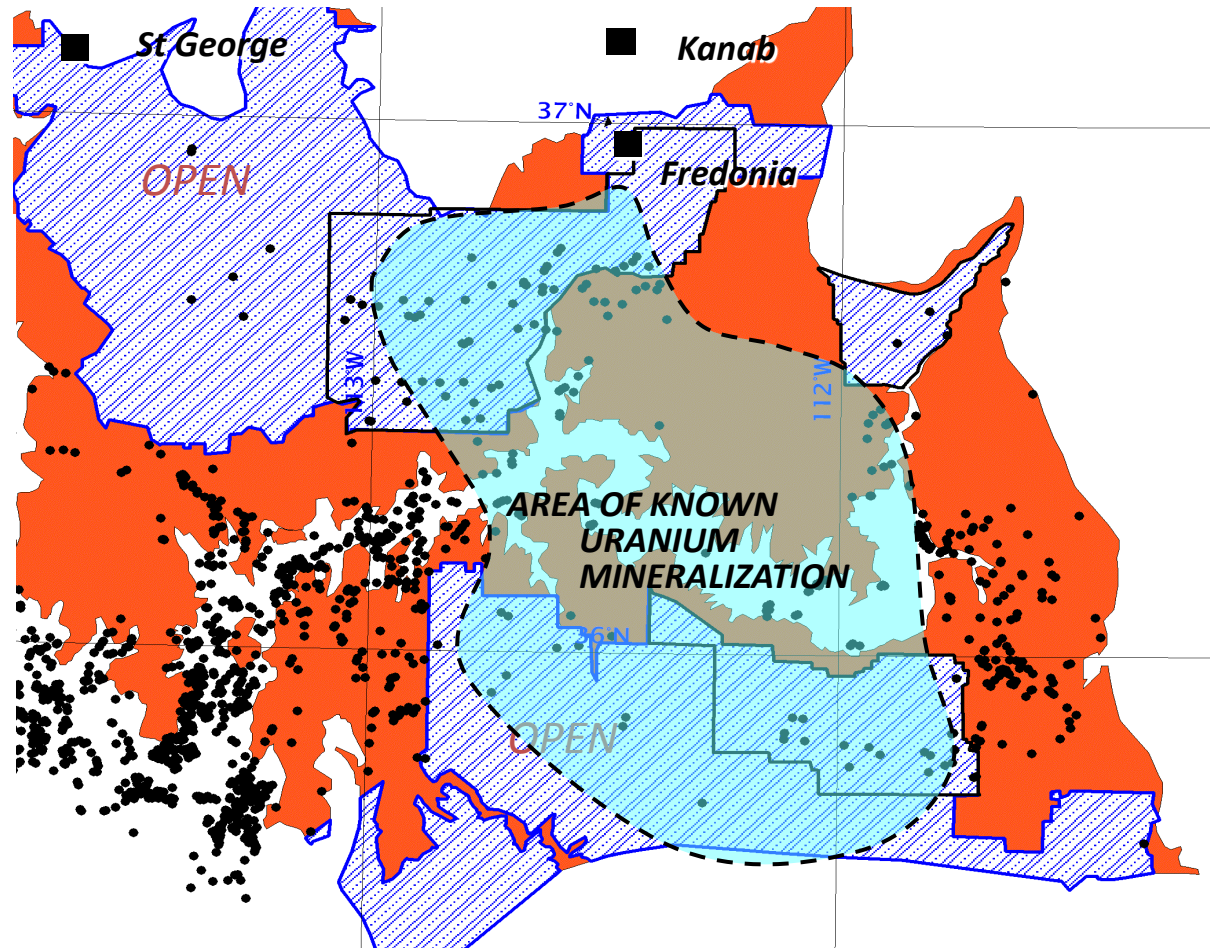 St George
Kanab
37°N
OPEN
Fredonia
113°W
112°W
AREA OF KNOWN
URANIUM
MINERALIZATION
36°N
OPEN